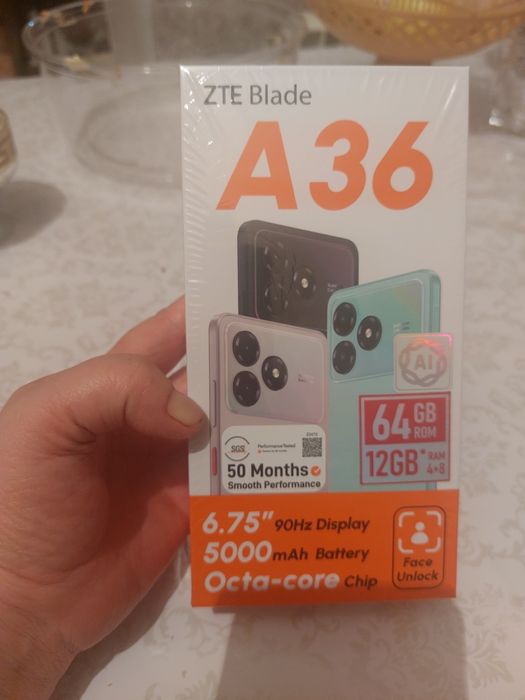 ZTE Blade
A36
AI
64 GB
ROM
12GB* RAM
4+8
SGS
Performance Tested
50 Months
Smooth Performance
6.75" 90Hz Display
5000mAh Battery
Octa-core Chip
Face
Unlock